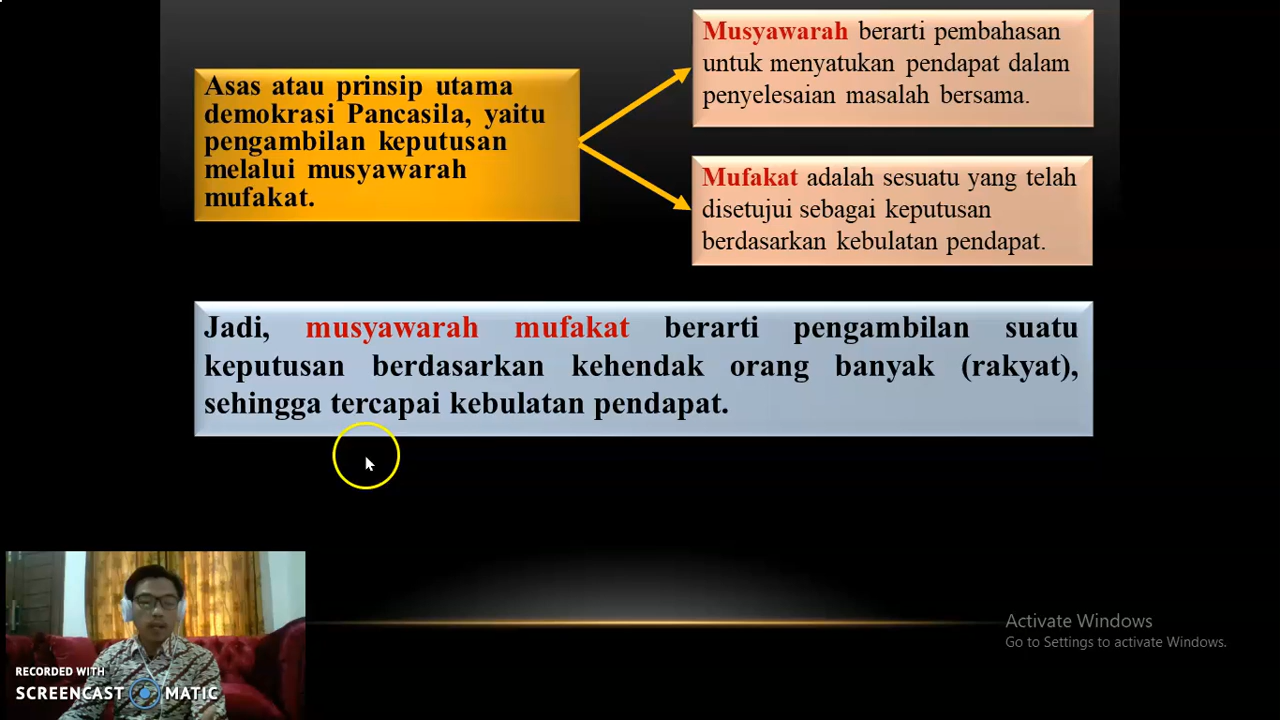 Asas atau prinsip utama
demokrasi Pancasila, yaitu
pengambilan keputusan
melalui musyawarah
mufakat.
Musyawarah berarti pembahasan
untuk menyatukan pendapat dalam
penyelesaian masalah bersama.
Mufakat adalah sesuatu yang telah
disetujui sebagai keputusan
berdasarkan kebulatan pendapat.
Jadi, musyawarah mufakat berarti pengambilan suatu
keputusan berdasarkan kehendak orang banyak (rakyat),
sehingga tercapai kebulatan pendapat.
Activate Windows
Go to Settings to activate Windows.
RECORDED WITH
SCREENCAST MATIC